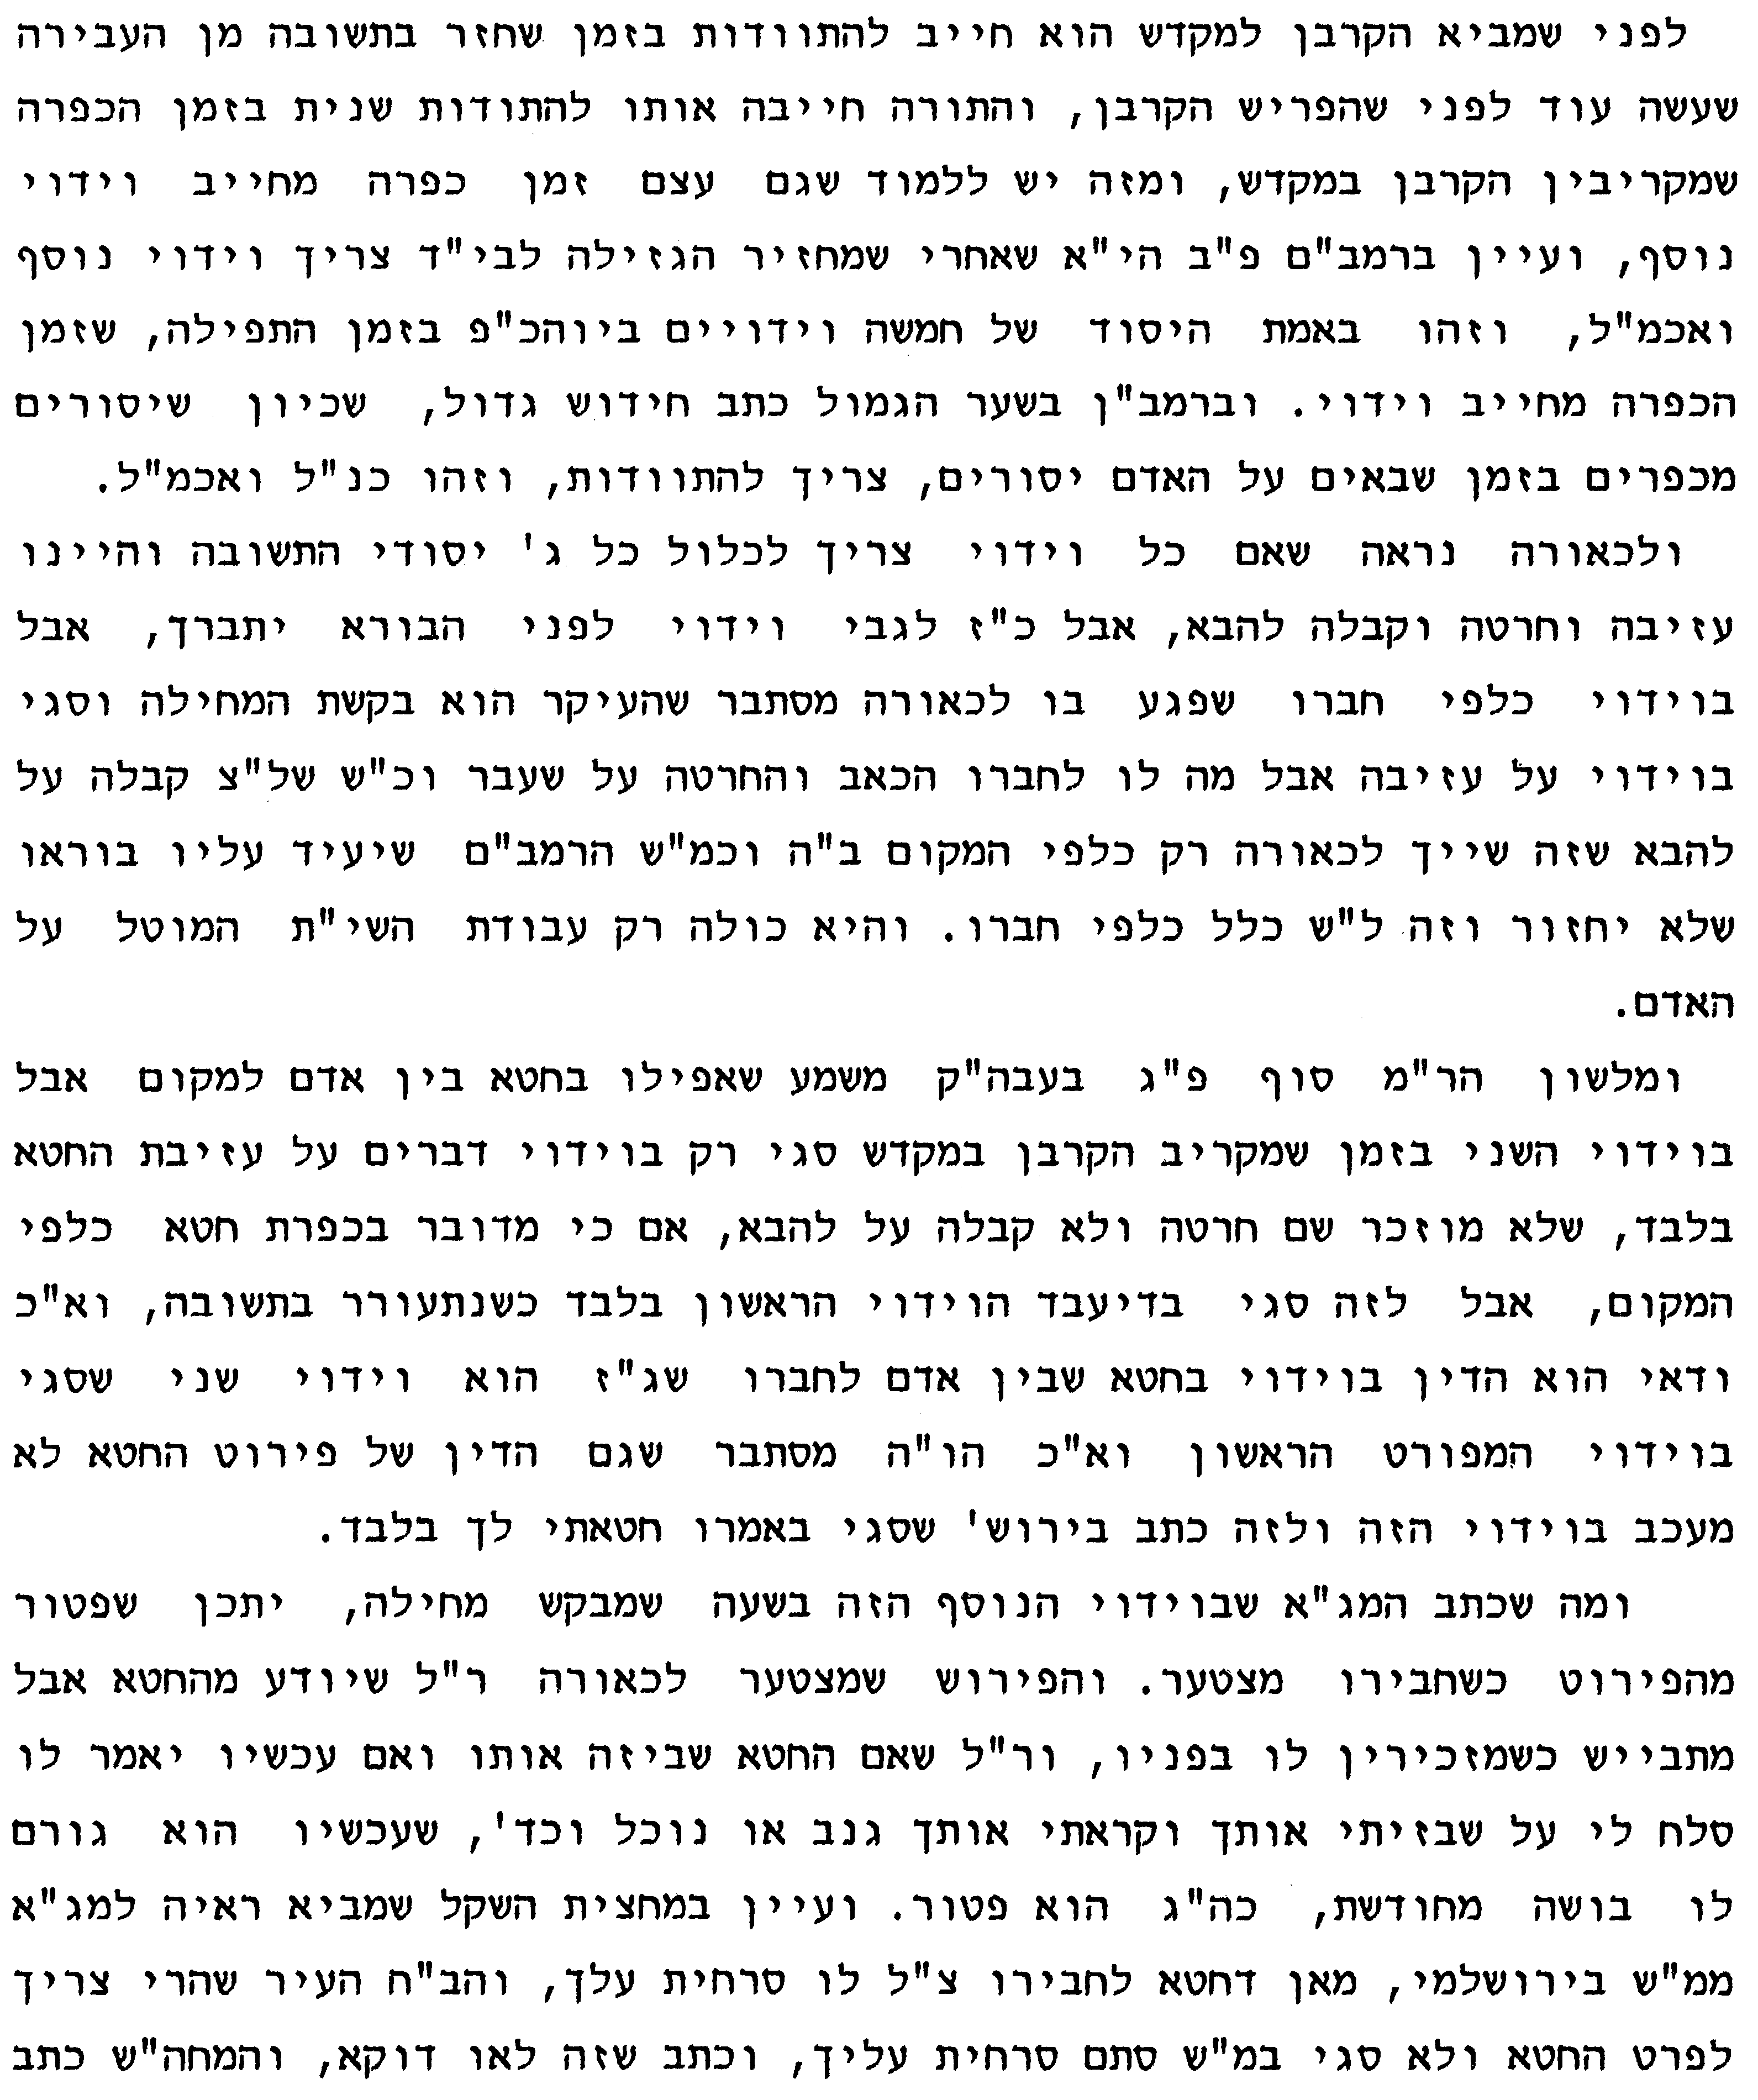 לפני שמביא הקרבן למקדש הוא חייב להתוודות בזמן שחזר בתשובה מן העבירה
שעשה עוד לפני שהפריש הקרבן, והתורה חייבה אותו להתודות שנית בזמן הכפרה
שמקריבין הקרבן במקדש, ומזה יש ללמוד שגם עצם זמן כפרה מחייב וידוי
נוסף, ועיין ברמב"ם פ"ב הי"א שאחרי שמחזיר הגזילה לבי"ד צריך וידוי נוסף
ואכמ"ל, וזהו באמת היסוד של חמשה וידויים ביוהכ"פ בזמן התפילה, שזמן
הכפרה מחייב וידוי. וברמב"ן בשער הגמול כתב חידוש גדול, שכיון שיסורים
מכפרים בזמן שבאים על האדם יסורים, צריך להתוודות, וזהו כנ"ל ואכמ"ל.
ולכאורה נראה שאם כל וידוי צריך לכלול כל ג' יסודי התשובה והיינו
עזיבה וחרטה וקבלה להבא, אבל כ"ז לגבי וידוי לפני הבורא יתברך, אבל
בוידוי כלפי חברו שפגע בו לכאורה מסתבר שהעיקר הוא בקשת המחילה וסגי
בוידוי על עזיבה אבל מה לו לחברו הכאב והחרטה על שעבר וכ"ש של"צ קבלה על
להבא שזה שייך לכאורה רק כלפי המקום ב"ה וכמ"ש הרמב"ם שיעיד עליו בוראו
שלא יחזור וזה ל"ש כלל כלפי חברו. והיא כולה רק עבודת השי"ת המוטל על
האדם.
ומלשון הר"מ סוף פ"ג בעבה"ק משמע שאפילו בחטא בין אדם למקום אבל
בוידוי השני בזמן שמקריב הקרבן במקדש סגי רק בוידוי דברים על עזיבת החטא
בלבד, שלא מוזכר שם חרטה ולא קבלה על להבא, אם כי מדובר בכפרת חטא כלפי
המקום, אבל לזה סגי בדיעבד הוידוי הראשון בלבד כשנתעורר בתשובה, וא"כ
ודאי הוא הדין בוידוי בחטא שבין אדם לחברו שג"ז הוא וידוי שני שסגי
בוידוי המפורט הראשון וא"כ הו"ה מסתבר שגם הדין של פירוט החטא לא
מעכב בוידוי הזה ולזה כתב בירוש' שסגי באמרו חטאתי לך בלבד.
ומה שכתב המג"א שבוידוי הנוסף הזה בשעה שמבקש מחילה, יתכן שפטור
מהפירוט כשחבירו מצטער. והפירוש שמצטער לכאורה ר"ל שיודע מהחטא אבל
מתבייש כשמזכירין לו בפניו, ור"ל שאם החטא שביזה אותו ואם עכשיו יאמר לו
סלח לי על שבזיתי אותך וקראתי אותך גנב או נוכל וכד', שעכשיו הוא גורם
לו בושה מחודשת, כה"ג הוא פטור. ועיין במחצית השקל שמביא ראיה למג"א
ממ"ש בירושלמי, מאן דחטא לחבירו צ"ל לו סרחית עלך, והב"ח העיר שהרי צריך
לפרט החטא ולא סגי במ"ש סתם סרחית עליך, וכתב שזה לאו דוקא, והמחה"ש כתב